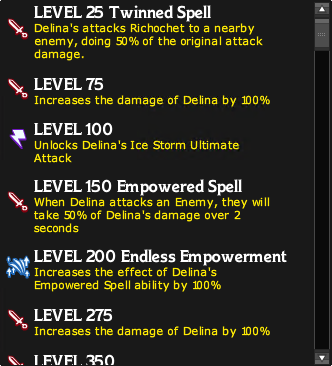 LEVEL 25 Twinned Spell
Delina's attacks Richochet to a nearby
enemy, doing 50% of the original attack
damage.
LEVEL 75
Increases the damage of Delina by 100%
LEVEL 100
Unlocks Delina's Ice Storm Ultimate
Attack
LEVEL 150 Empowered Spell
When Delina attacks an Enemy, they will
take 50% of Delina's damage over 2
seconds
LEVEL 200 Endless Empowerment
Increases the effect of Delina's
Empowered Spell ability by 100%
LEVEL 275
Increases the damage of Delina by 100%
LEVEL 350